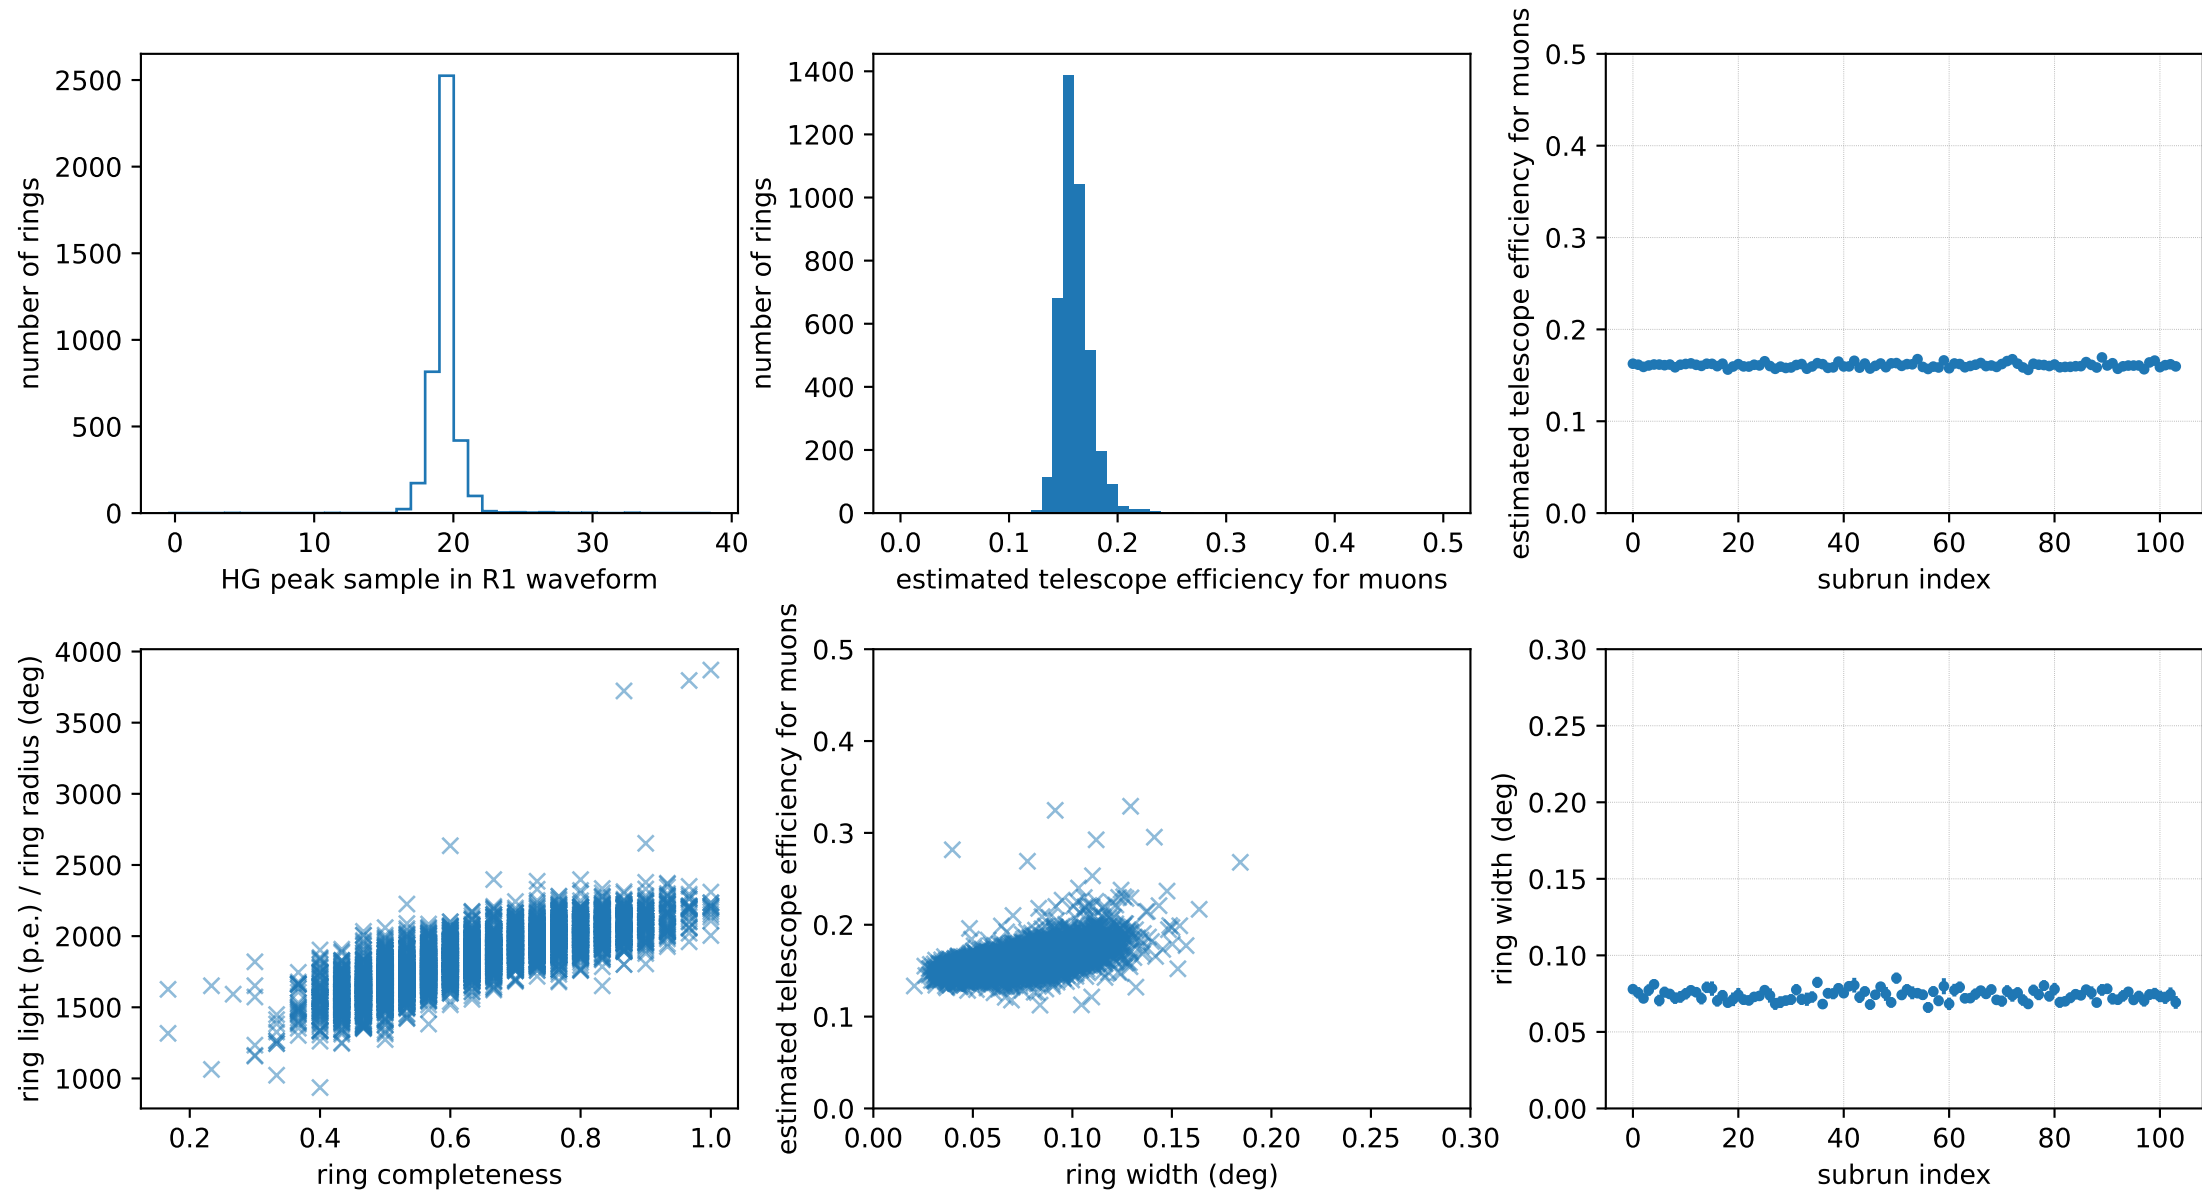 number of rings
2500
2000
1500
1000
500
0
0 10 20 30 40
HG peak sample in R1 waveform
number of rings
1400
1200
1000
800
600
400
200
0
0.0 0.1 0.2 0.3 0.4 0.5
estimated telescope efficiency for muons
estimated telescope efficiency for muons
0.5
0.4
0.3
0.2
0.1
0.0
0 20 40 60 80 100
subrun index
ring light (p.e.) / ring radius (deg)
4000
3500
3000
2500
2000
1500
1000
0.2 0.4 0.6 0.8 1.0
ring completeness
estimated telescope efficiency for muons
0.5
0.4
0.3
0.2
0.1
0.0
0.00 0.05 0.10 0.15 0.20 0.25 0.30
ring width (deg)
ring width (deg)
0.30
0.25
0.20
0.15
0.10
0.05
0.00
0 20 40 60 80 100
subrun index